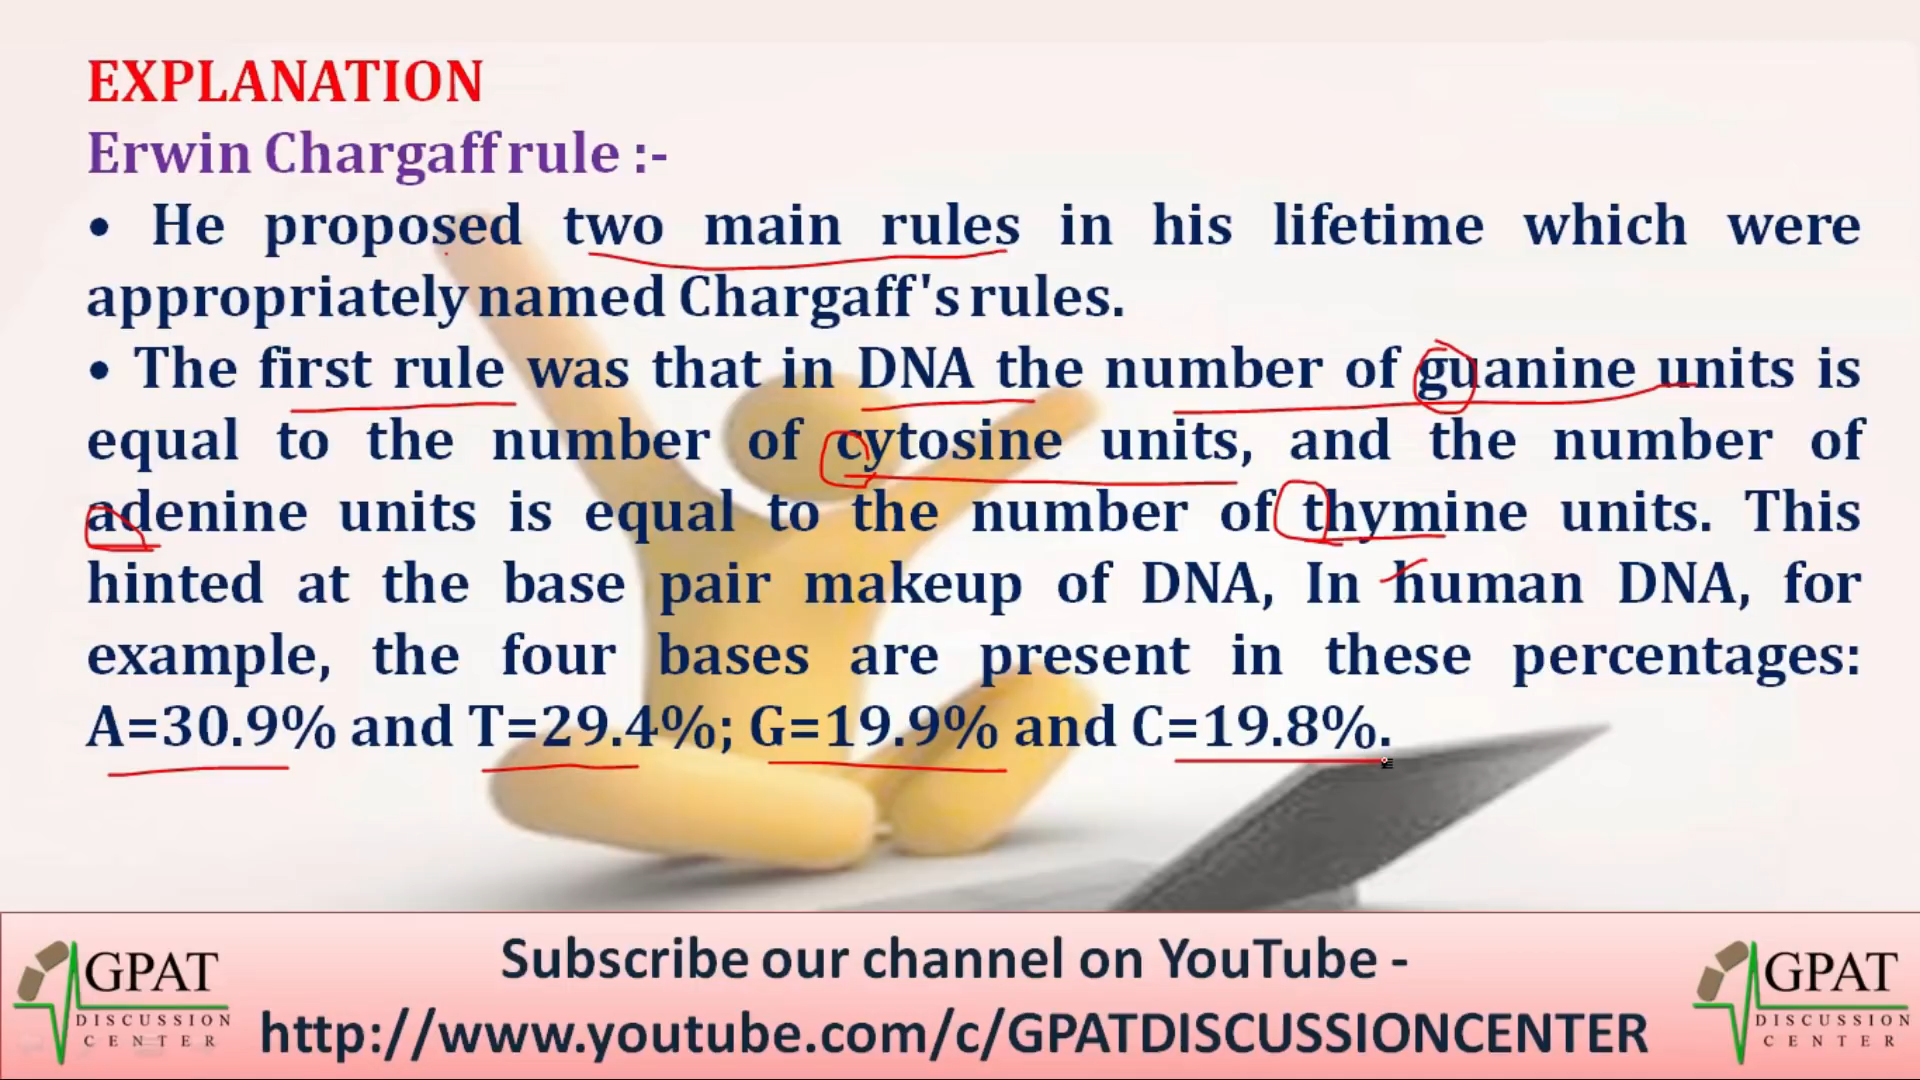 EXPLANATION
Erwin Chargaff rule :-
• He proposed two main rules in his lifetime which were
appropriately named Chargaff's rules.
• The first rule was that in DNA the number of guanine units is
equal to the number of cytosine units, and the number of
adenine units is equal to the number of thymine units. This
hinted at the base pair makeup of DNA, In human DNA, for
example, the four bases are present in these percentages:
A=30.9% and T=29.4%; G=19.9% and C=19.8%.
GPAT
DISCUSSION
CENTER
Subscribe our channel on YouTube -
http://www.youtube.com/c/GPATDISCUSSIONCENTER
GPAT
DISCUSSION
CENTER